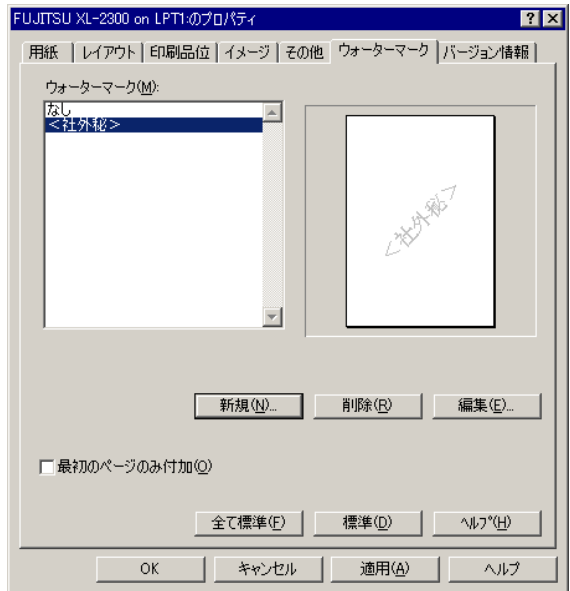 FUJITSU XL-2300 on LPT1:のプロパティ
用紙 レイアウト 印刷品位 イメージ その他 ウォーターマーク バージョン情報
ウォーターマーク(M):
なし
<社外秘>
<社外秘>
新規(N)... 削除(R) 編集(E)...
最初のページのみ付加(O)
全て標準(F) 標準(D) ヘルプ(H)
OK キャンセル 適用(A) ヘルプ